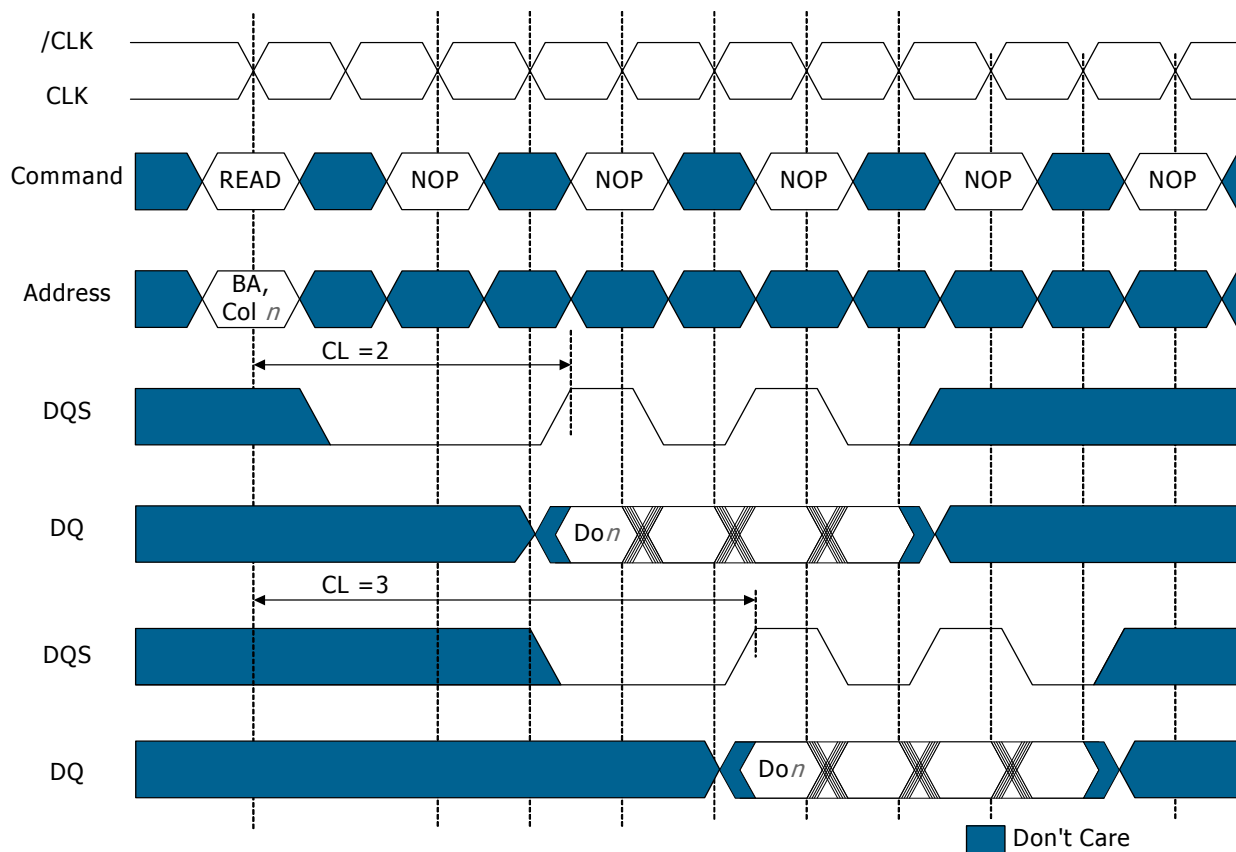 /CLK
CLK
Command READ NOP NOP NOP NOP NOP
Address BA,
Col n
CL =2
DQS
DQ Don
CL =3
DQS
DQ Don
Don't Care